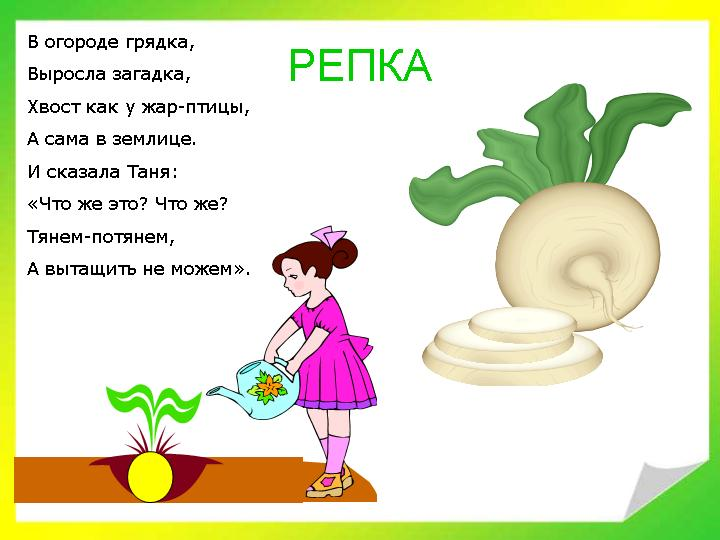 РЕПКА
В огороде грядка,
Выросла загадка,
Хвост как у жар-птицы,
А сама в землице.
И сказала Таня:
«Что же это? Что же?
Тянем-потянем,
А вытащить не можем».